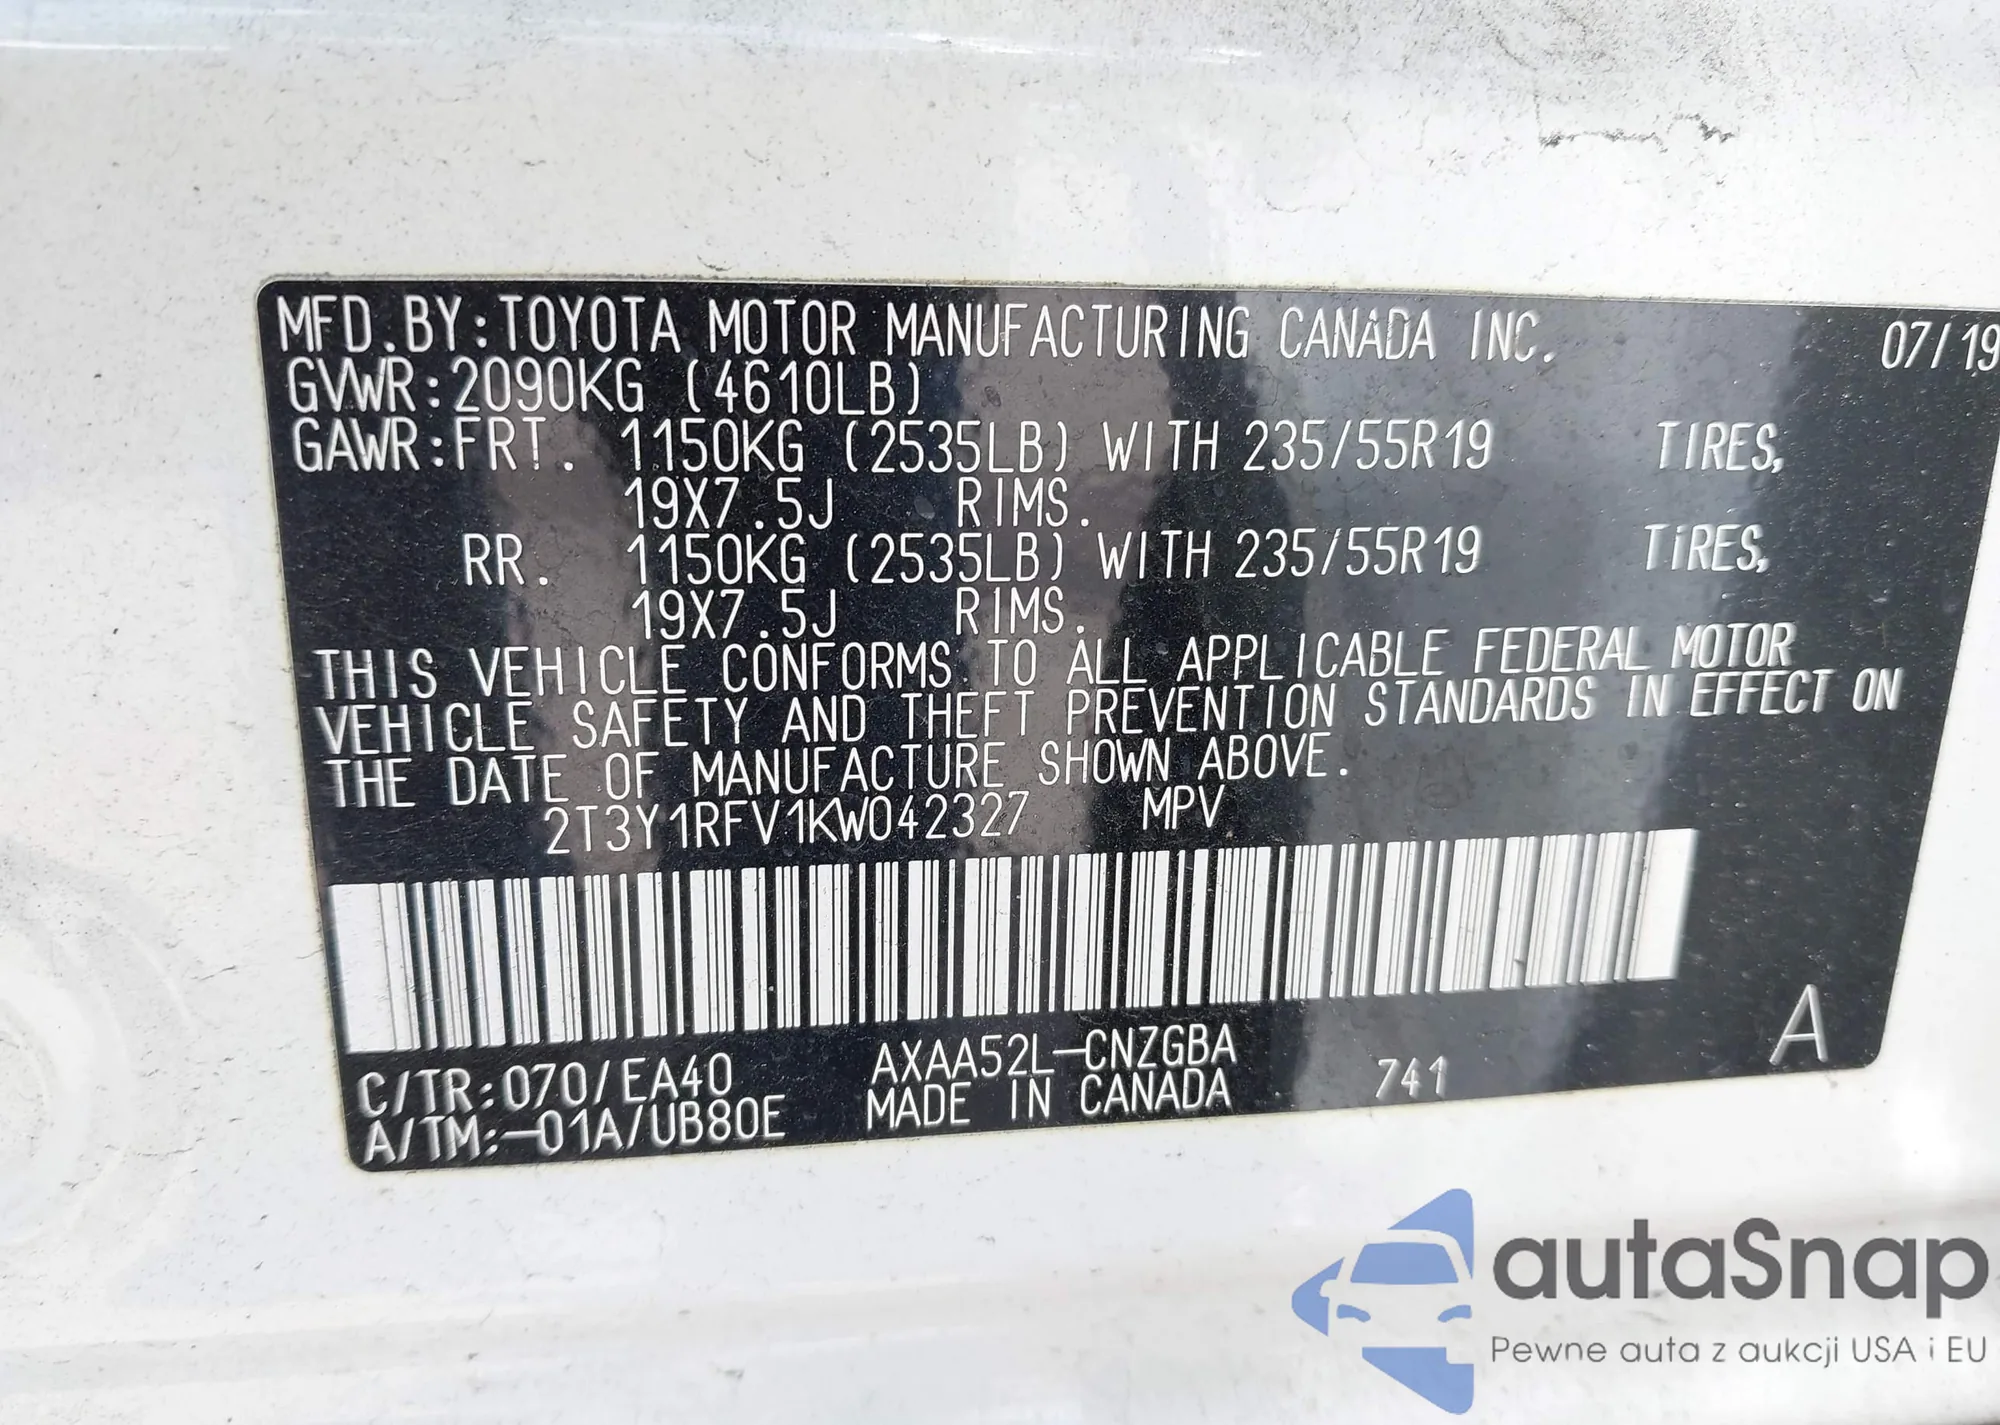 MFD.BY:TOYOTA MOTOR MANUFACTURING CANADA INC. 07/19
GVWR:2090KG (4610LB)
GAWR:FRT. 1150KG (2535LB) WITH 235/55R19 TIRES,
19X7.5J RIMS.
RR. 1150KG (2535LB) WITH 235/55R19 TIRES,
19X7.5J RIMS.
THIS VEHICLE CONFORMS TO ALL APPLICABLE FEDERAL MOTOR
VEHICLE SAFETY AND THEFT PREVENTION STANDARDS IN EFFECT ON
THE DATE OF MANUFACTURE SHOWN ABOVE.
2T3Y1RFV1KW042327 MPV
C/TR:070/EA40 AXAA52L-CNZGBA 741 A
A/TM:-01A/UB80E MADE IN CANADA
autaSnap
Pewne auta z aukcji USA i EU